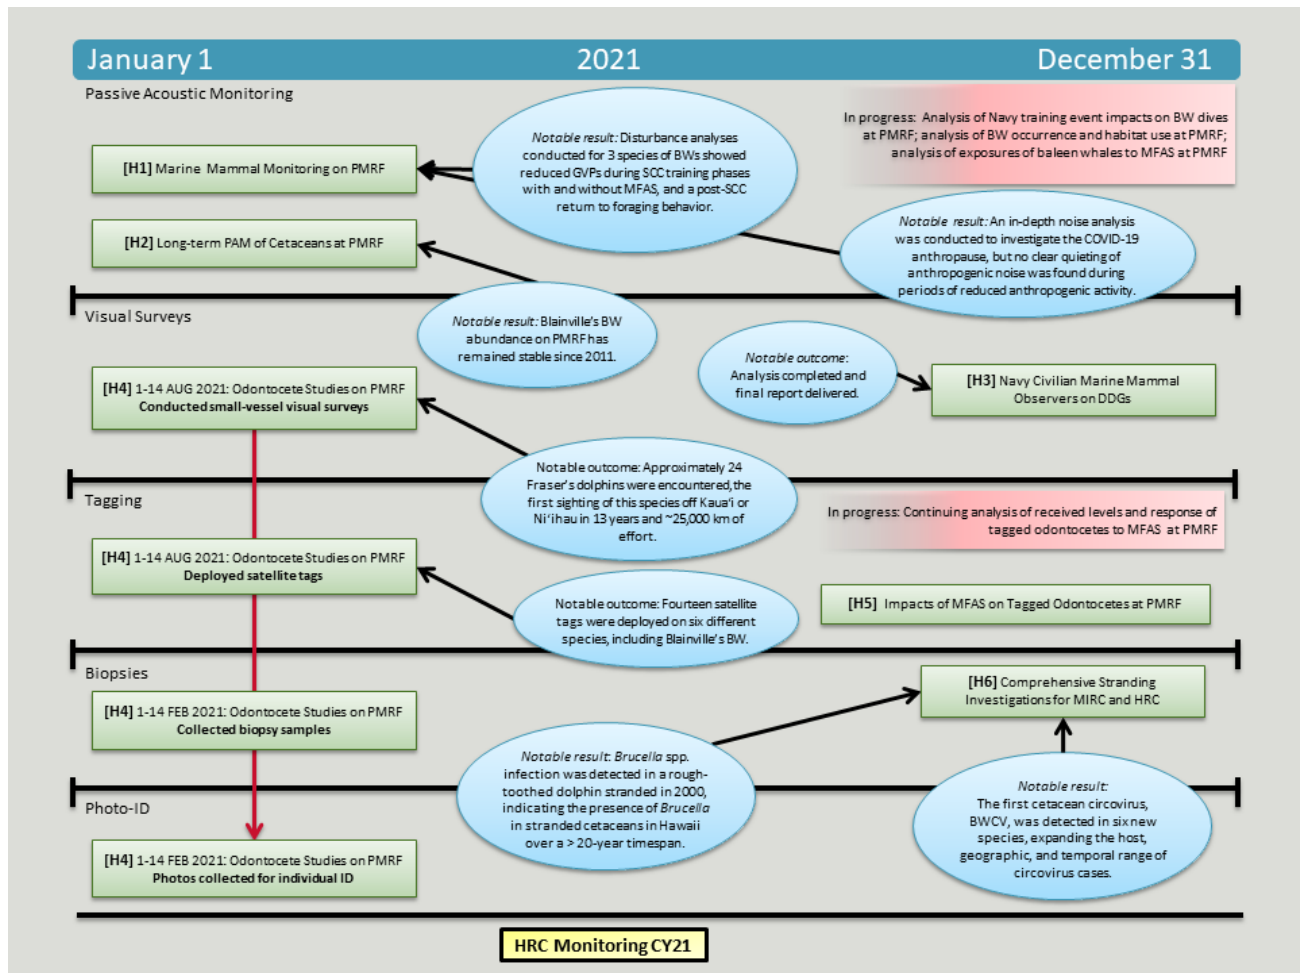 January 1
2021
December 31
Passive Acoustic Monitoring
In progress: Analysis of Navy training event impacts on BW dives
at PMRF; analysis of BW occurrence and habitat use at PMRF;
analysis of exposures of baleen whales to MFAS at PMRF
Notable result: Disturbance analyses
conducted for 3 species of BWs showed
reduced GVPs during SCC training phases
with and without MFAS, and a post-SCC
return to foraging behavior.
[H1] Marine Mammal Monitoring on PMRF
[H2] Long-term PAM of Cetaceans at PMRF
Notable result: An in-depth noise analysis
was conducted to investigate the COVID-19
anthropause, but no clear quieting of
anthropogenic noise was found during
periods of reduced anthropogenic activity.
Visual Surveys
Notable result: Blainville's BW
abundance on PMRF has
remained stable since 2011.
Notable outcome:
Analysis completed and
final report delivered.
[H3] Navy Civilian Marine Mammal
Observers on DDGs
[H4] 1-14 AUG 2021: Odontocete Studies on PMRF
Conducted small-vessel visual surveys
Notable outcome: Approximately 24
Fraser's dolphins were encountered, the
first sighting of this species off Kaua'i or
Ni'ihau in 13 years and ~25,000 km of
effort.
Tagging
In progress: Continuing analysis of received levels and response of
tagged odontocetes to MFAS at PMRF
[H4] 1-14 AUG 2021: Odontocete Studies on PMRF
Deployed satellite tags
Notable outcome: Fourteen satellite
tags were deployed on six different
species, including Blainville's BW.
[H5] Impacts of MFAS on Tagged Odontocetes at PMRF
Biopsies
[H6] Comprehensive Stranding
Investigations for MIRC and HRC
[H4] 1-14 FEB 2021: Odontocete Studies on PMRF
Collected biopsy samples
Notable result: Brucella spp.
infection was detected in a rough-
toothed dolphin stranded in 2000,
indicating the presence of Brucella
in stranded cetaceans in Hawaii
over a > 20-year timespan.
Notable result:
The first cetacean circovirus,
BWCV, was detected in six new
species, expanding the host,
geographic, and temporal range of
circovirus cases.
Photo-ID
[H4] 1-14 FEB 2021: Odontocete Studies on PMRF
Photos collected for individual ID
HRC Monitoring CY21